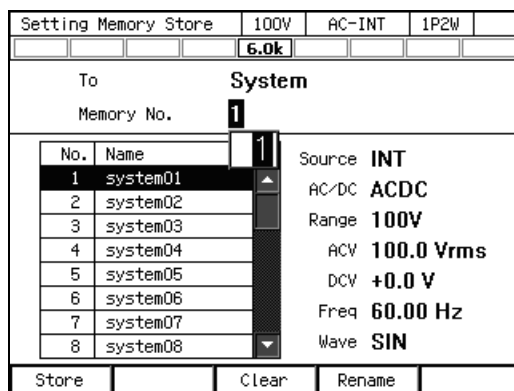 Setting Memory Store 100V AC-INT 1P2W
6.0k
To System
Memory No. 1
1
No. Name
1 system01
2 system02
3 system03
4 system04
5 system05
6 system06
7 system07
8 system08
Source INT
AC/DC ACDC
Range 100V
ACV 100.0 Vrms
DCV +0.0 V
Freq 60.00 Hz
Wave SIN
Store Clear Rename